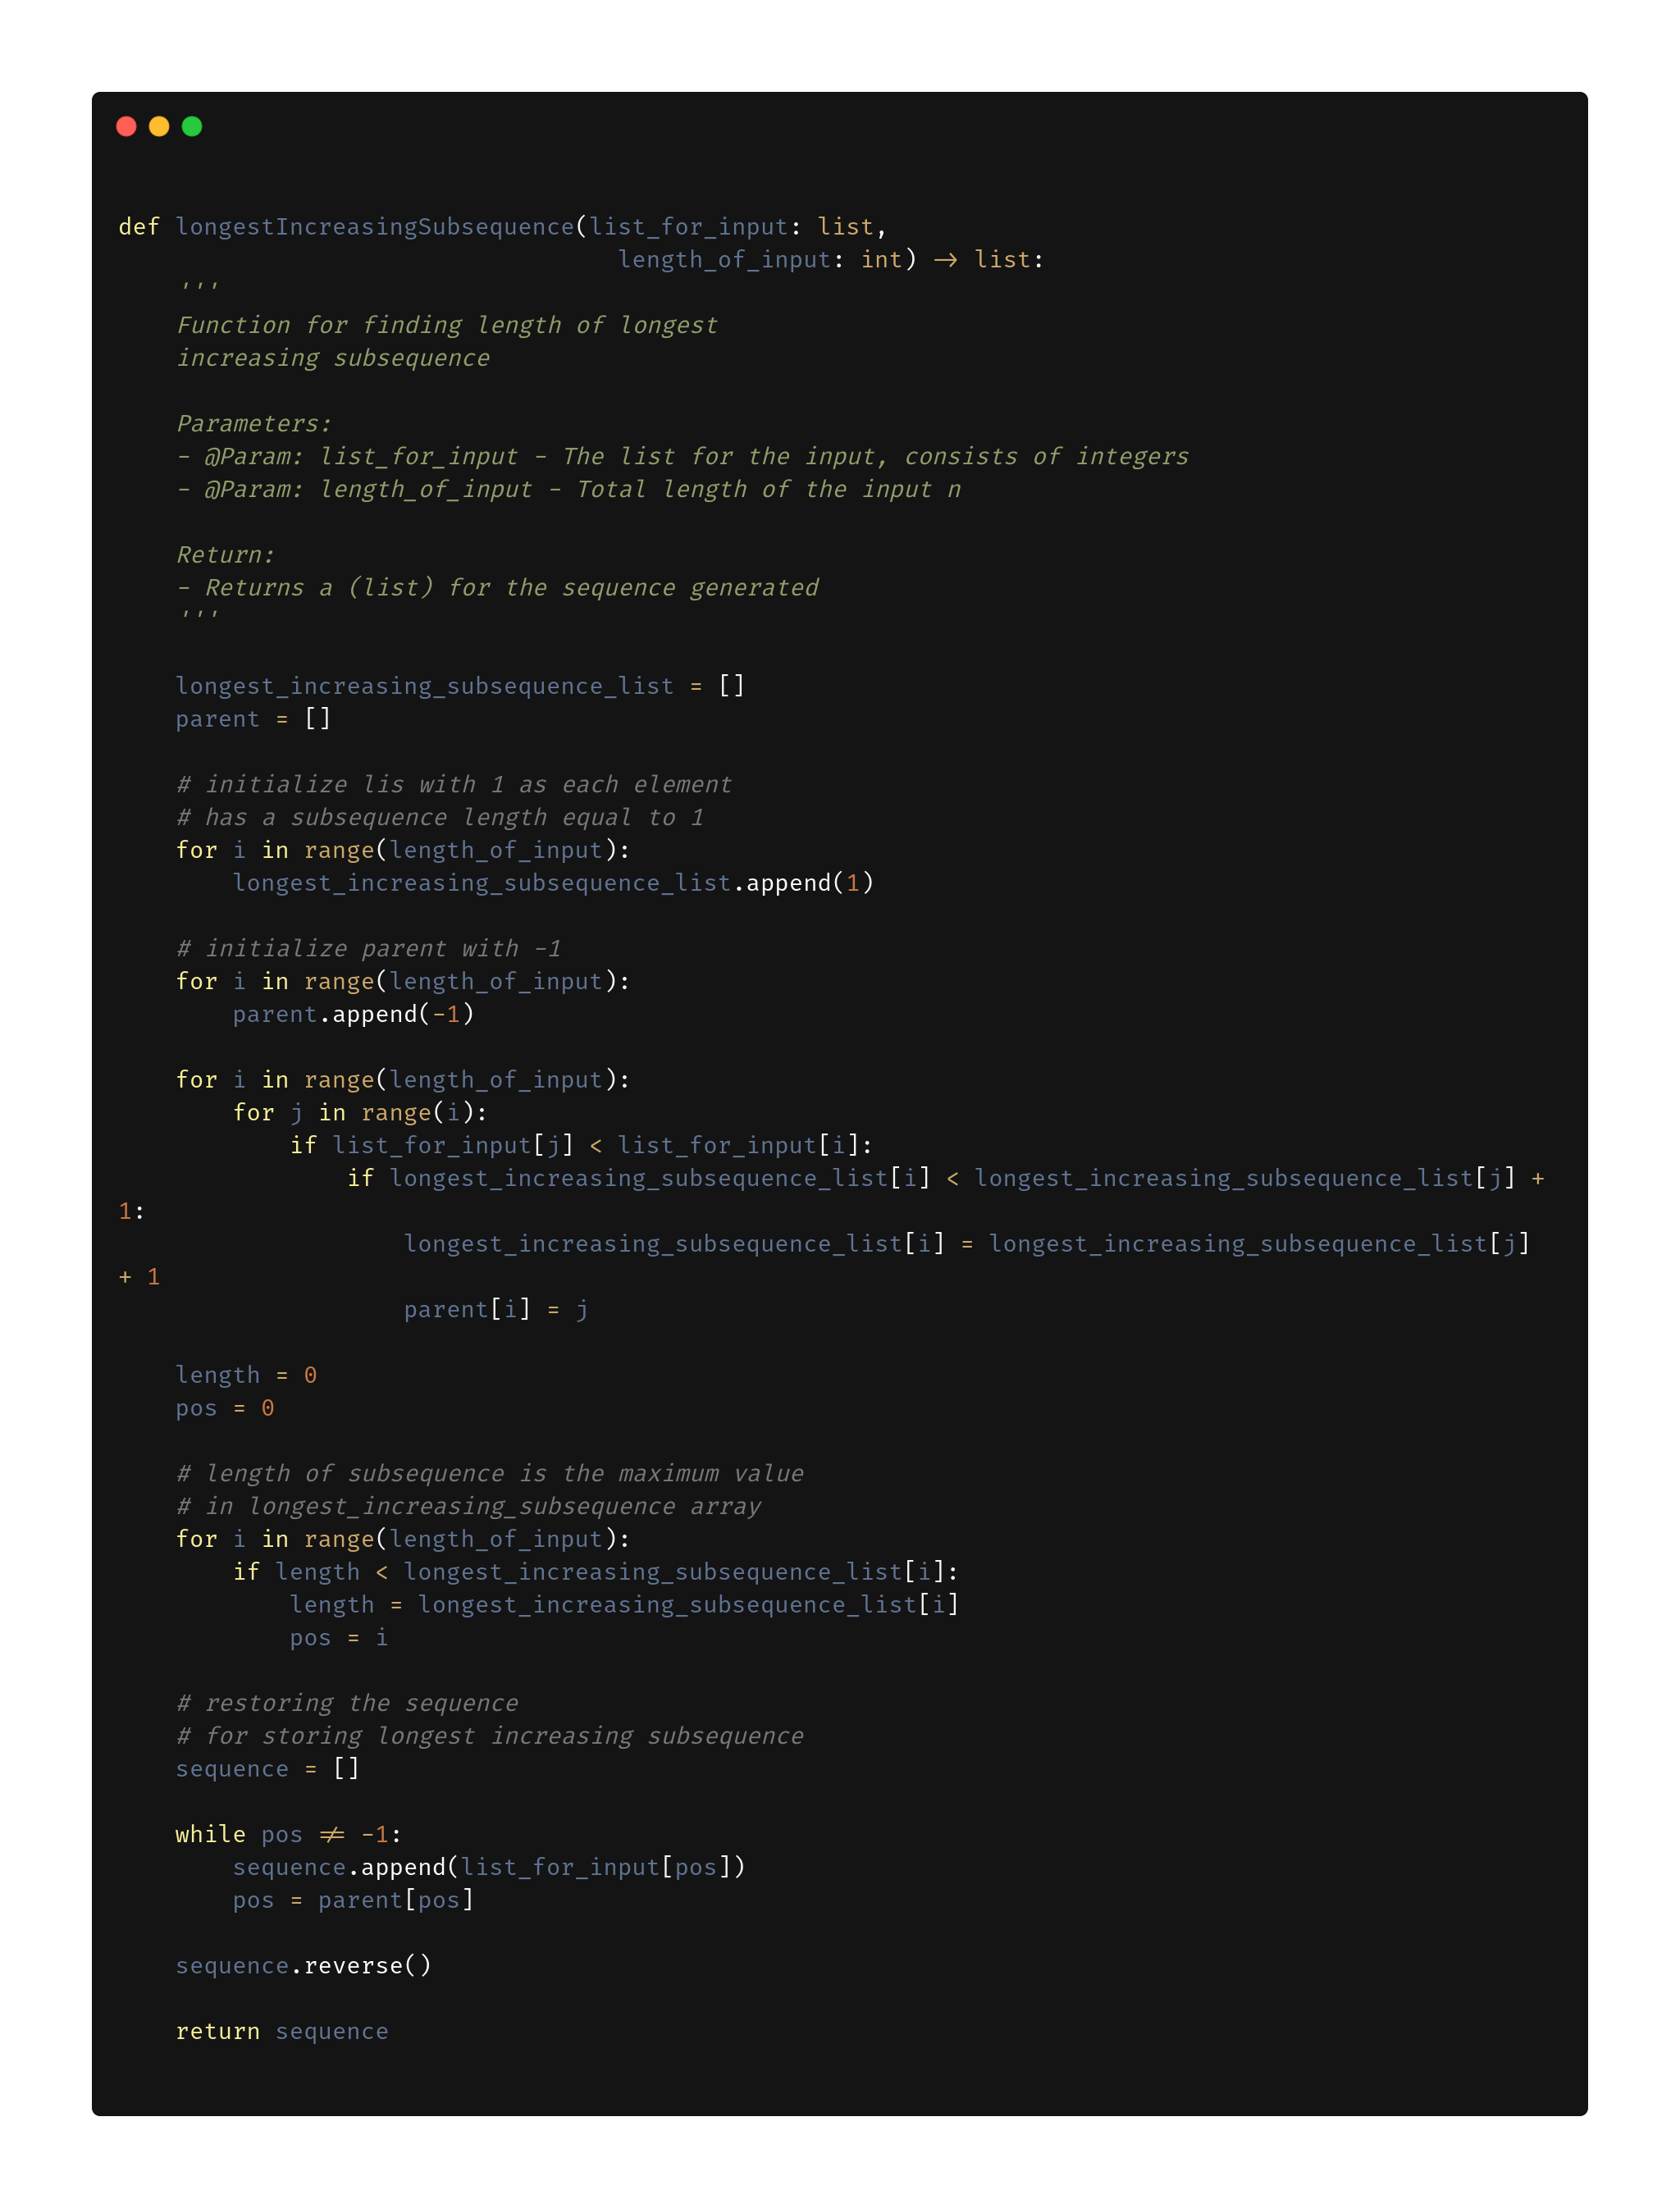 def longestIncreasingSubsequence(list_for_input: list,
                                   length_of_input: int) -> list:
    '''
    Function for finding length of longest
    increasing subsequence

    Parameters:
    - @Param: list_for_input - The list for the input, consists of integers
    - @Param: length_of_input - Total length of the input n

    Return:
    - Returns a (list) for the sequence generated
    '''

    longest_increasing_subsequence_list = []
    parent = []

    # initialize lis with 1 as each element
    # has a subsequence length equal to 1
    for i in range(length_of_input):
        longest_increasing_subsequence_list.append(1)

    # initialize parent with -1
    for i in range(length_of_input):
        parent.append(-1)

    for i in range(length_of_input):
        for j in range(i):
            if list_for_input[j] < list_for_input[i]:
                if longest_increasing_subsequence_list[i] < longest_increasing_subsequence_list[j] +
1:
                    longest_increasing_subsequence_list[i] = longest_increasing_subsequence_list[j]
+ 1
                    parent[i] = j

    length = 0
    pos = 0

    # length of subsequence is the maximum value
    # in longest_increasing_subsequence array
    for i in range(length_of_input):
        if length < longest_increasing_subsequence_list[i]:
            length = longest_increasing_subsequence_list[i]
            pos = i

    # restoring the sequence
    # for storing longest increasing subsequence
    sequence = []

    while pos != -1:
        sequence.append(list_for_input[pos])
        pos = parent[pos]

    sequence.reverse()

    return sequence